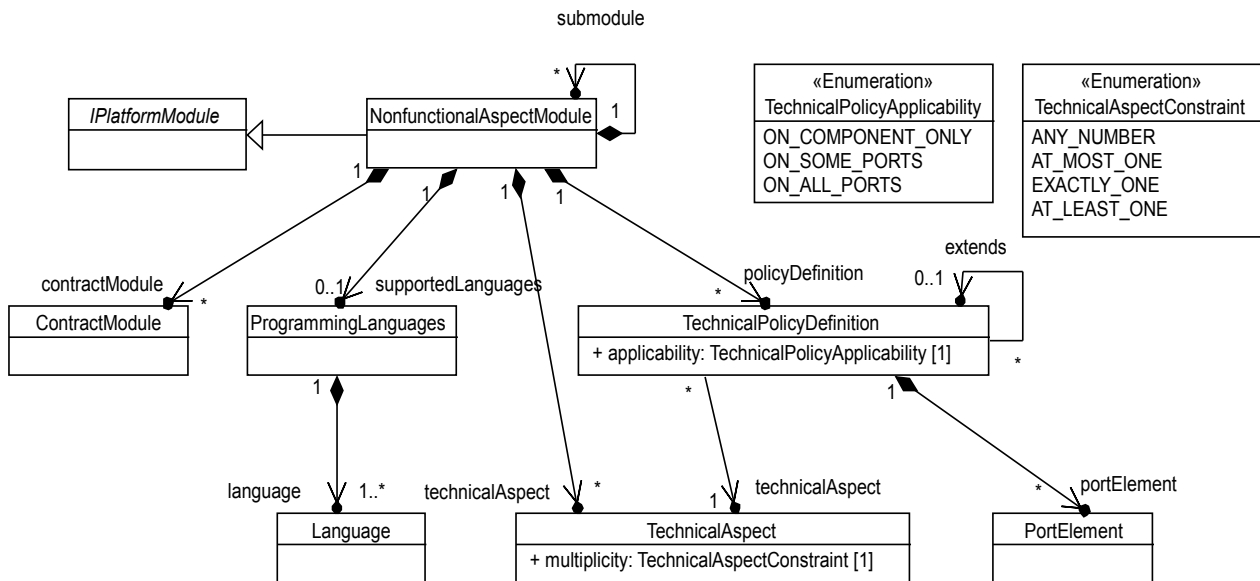 submodule
*
1
IPlatformModule
NonfunctionalAspectModule
«Enumeration»
TechnicalPolicyApplicability
ON_COMPONENT_ONLY
ON_SOME_PORTS
ON_ALL_PORTS
«Enumeration»
TechnicalAspectConstraint
ANY_NUMBER
AT_MOST_ONE
EXACTLY_ONE
AT_LEAST_ONE
1
1
1
1
contractModule
*
0..1
supportedLanguages
policyDefinition
*
extends
0..1
*
ContractModule
ProgrammingLanguages
TechnicalPolicyDefinition
+ applicability: TechnicalPolicyApplicability [1]
1
*
1
language
1..*
technicalAspect
*
technicalAspect
1
portElement
*
Language
TechnicalAspect
+ multiplicity: TechnicalAspectConstraint [1]
PortElement